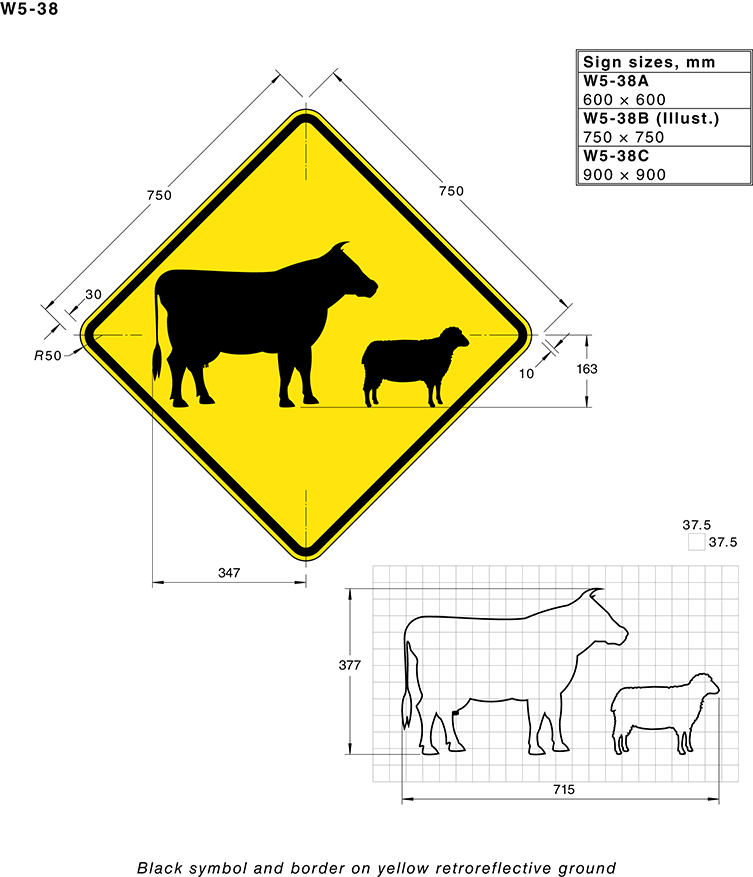 W5-38
Sign sizes, mm
W5-38A
600 × 600
W5-38B (Illust.)
750 × 750
W5-38C
900 × 900
750
750
30
R50
10
163
347
37.5
37.5
377
715
Black symbol and border on yellow retroreflective ground